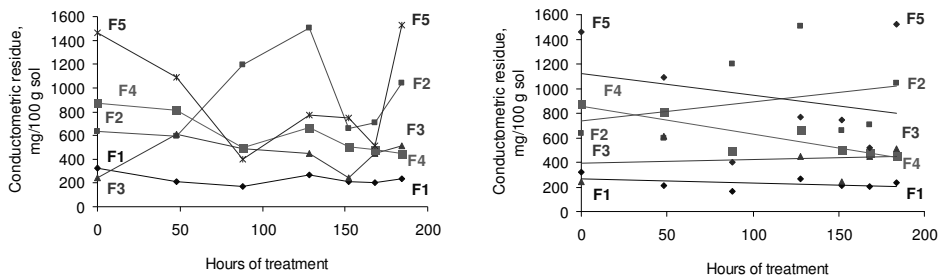 Conductometric residue,
mg/100 g sol
1600
1400
1200
1000
800
600
400
200
0
F5
F4
F2
F1
F3
F5
F2
F3
F4
F1
0
50
100
150
200
Hours of treatment
Conductometric residue,
mg/100 g sol
1600
1400
1200
1000
800
600
400
200
0
F5
F4
F2
F3
F1
F5
F2
F3
F4
F1
0
50
100
150
200
Hours of treatment